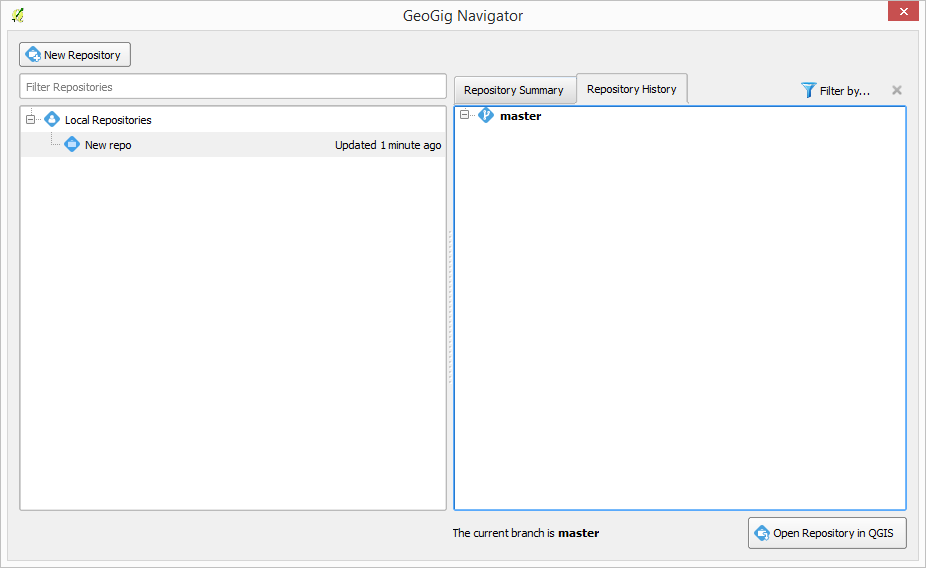 GeoGig Navigator
New Repository
Filter Repositories
Repository Summary
Repository History
Filter by...
Local Repositories
New repo
Updated 1 minute ago
master
The current branch is master
Open Repository in QGIS